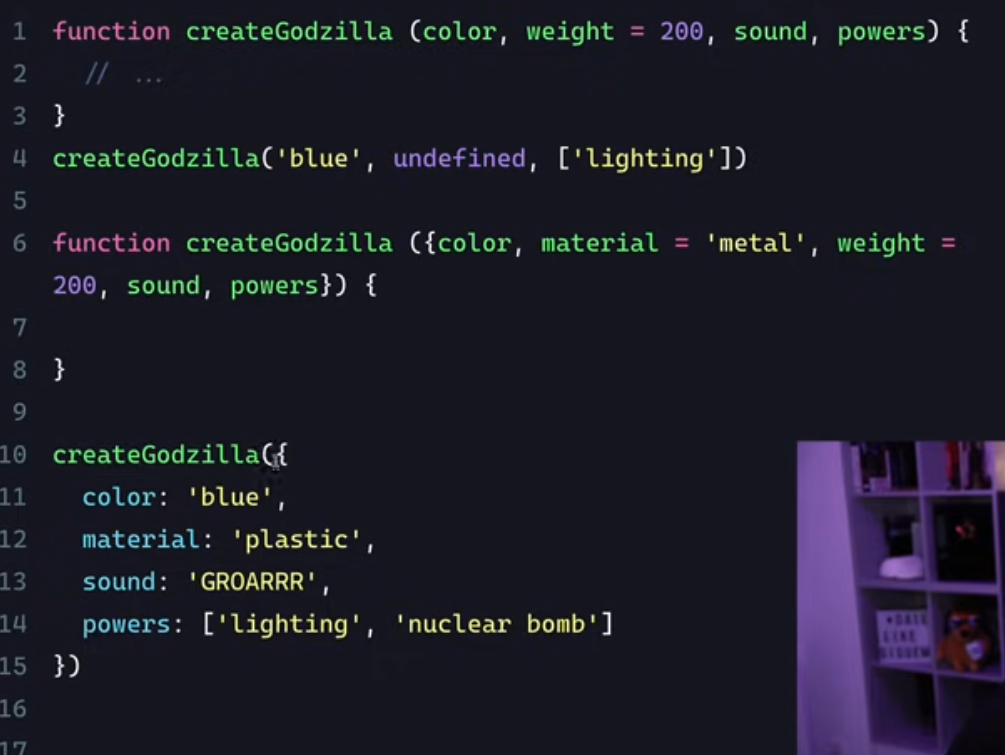 1 function createGodzilla (color, weight = 200, sound, powers) {
2 // ...
3 }
4 createGodzilla('blue', undefined, ['lighting'])
5
6 function createGodzilla ({color, material = 'metal', weight =
200, sound, powers}) {
7
8 }
9
10 createGodzilla({
11 color: 'blue',
12 material: 'plastic',
13 sound: 'GROARRR',
14 powers: ['lighting', 'nuclear bomb']
15 })
16
17